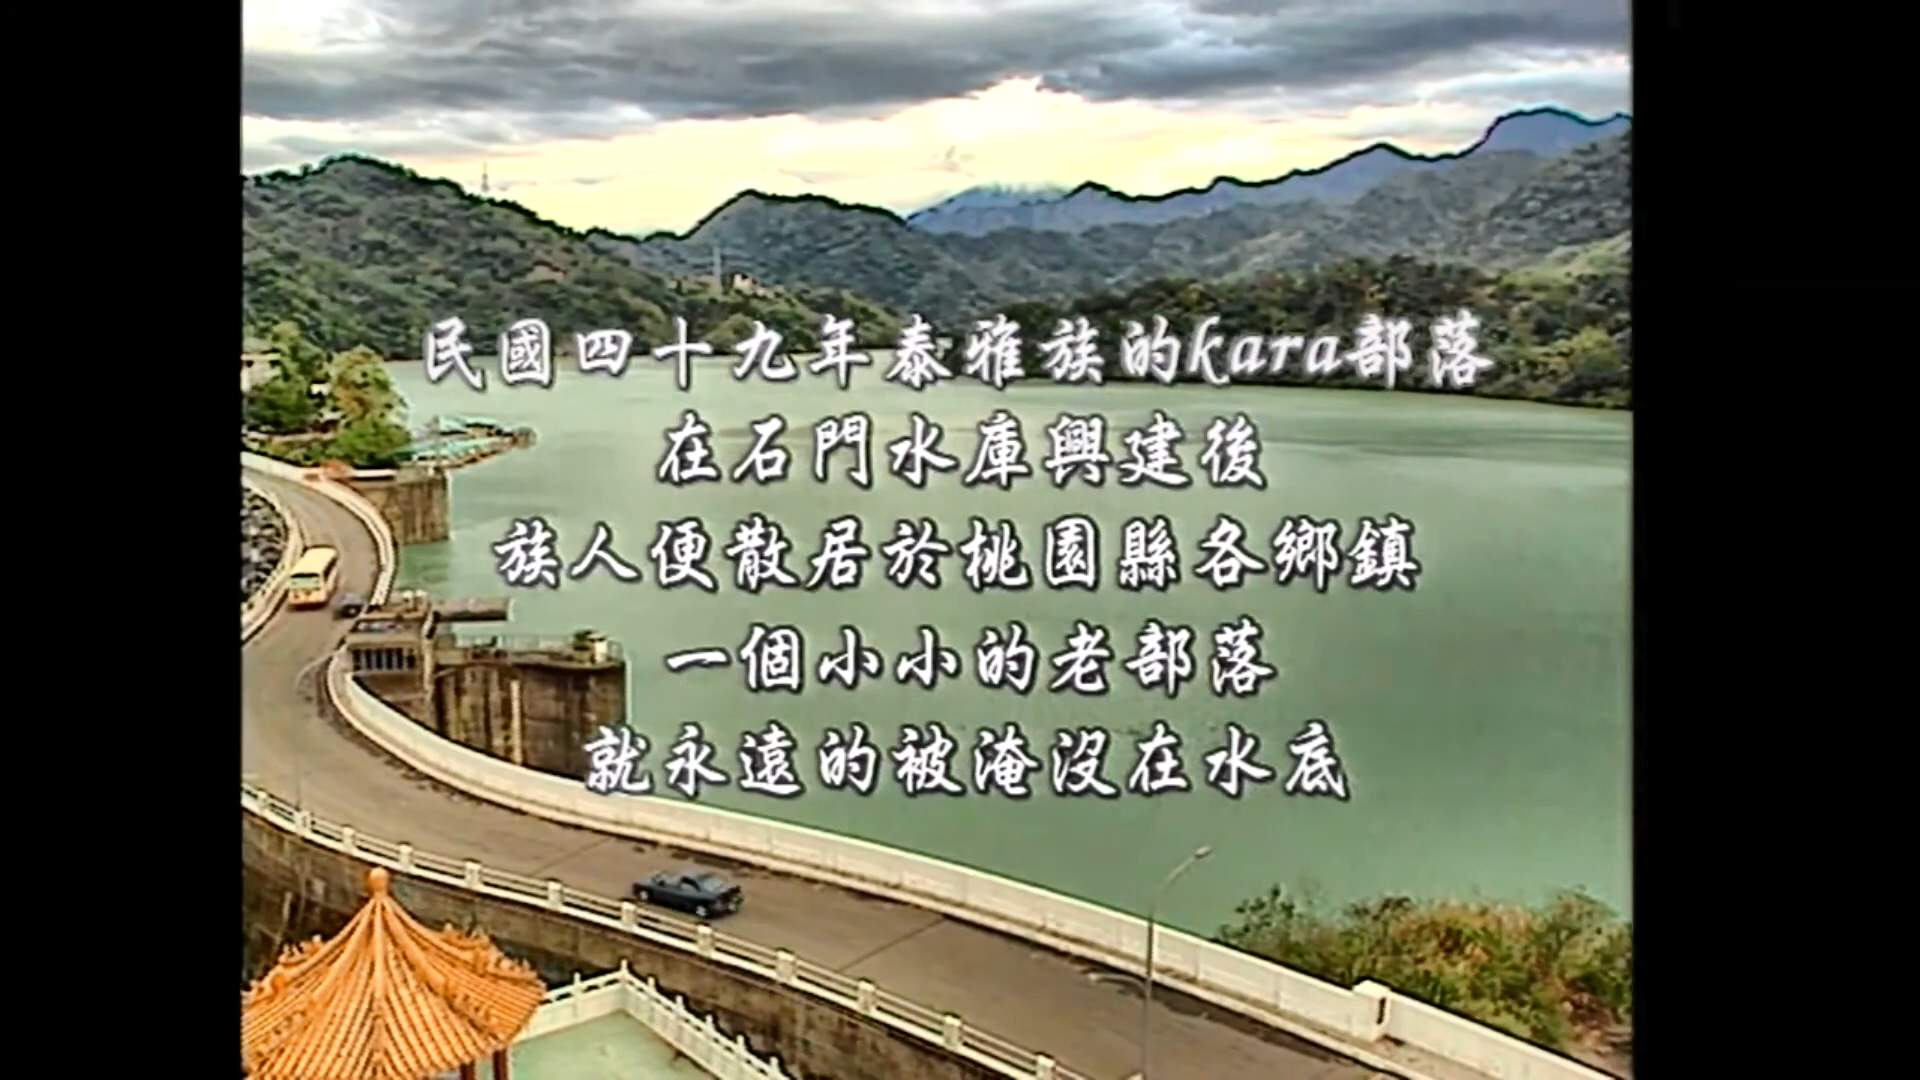 民國四十九年泰雅族的kara部落
在石門水庫興建後
族人便散居於桃園縣各鄉鎮
一個小小的老部落
就永遠的被淹沒在水底